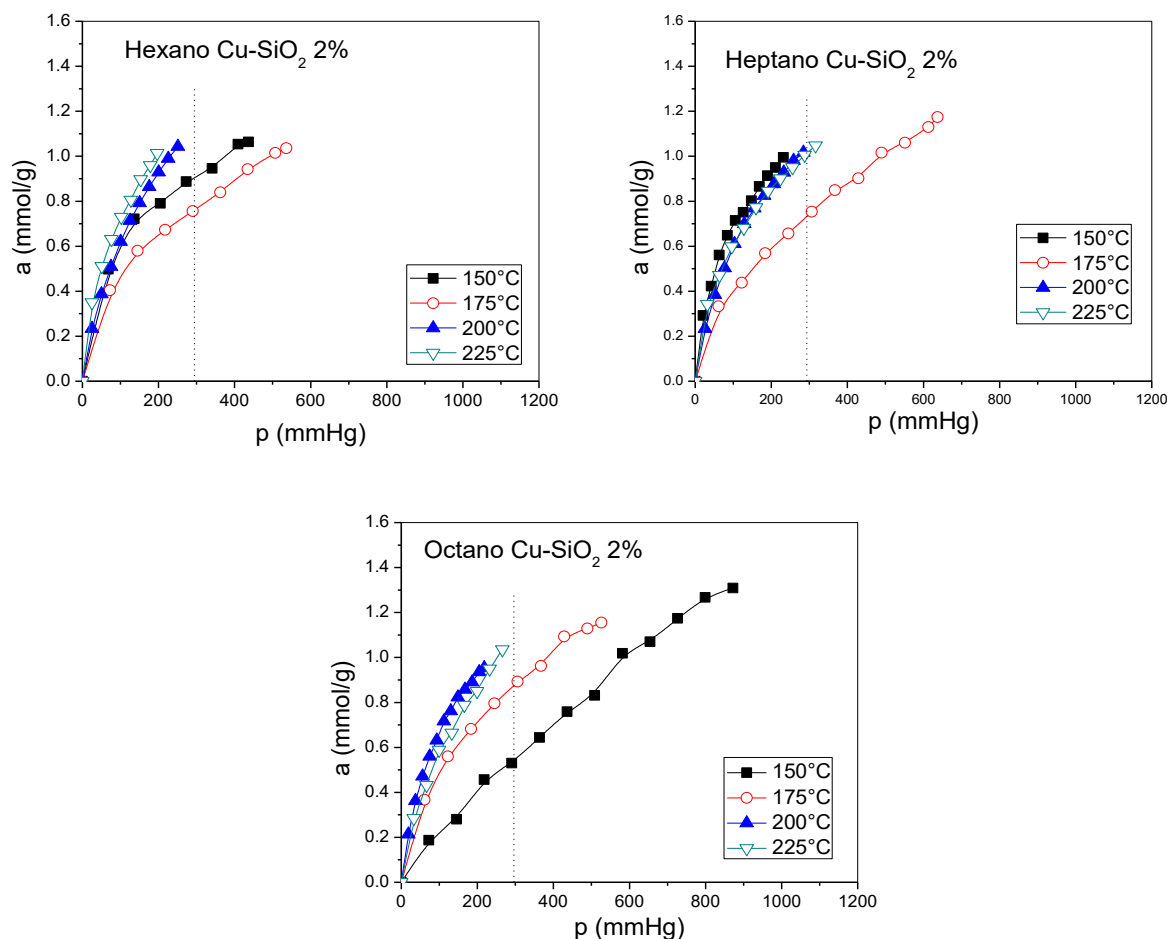 Hexano Cu-SiO₂ 2%
1.6
1.4
1.2
1.0
0.8
0.6
0.4
0.2
0.0
a (mmol/g)
150°C
175°C
200°C
225°C
0 200 400 600 800 1000 1200
p (mmHg)
Heptano Cu-SiO₂ 2%
1.6
1.4
1.2
1.0
0.8
0.6
0.4
0.2
0.0
a (mmol/g)
150°C
175°C
200°C
225°C
0 200 400 600 800 1000 1200
p (mmHg)
Octano Cu-SiO₂ 2%
1.6
1.4
1.2
1.0
0.8
0.6
0.4
0.2
0.0
a (mmol/g)
150°C
175°C
200°C
225°C
0 200 400 600 800 1000 1200
p (mmHg)